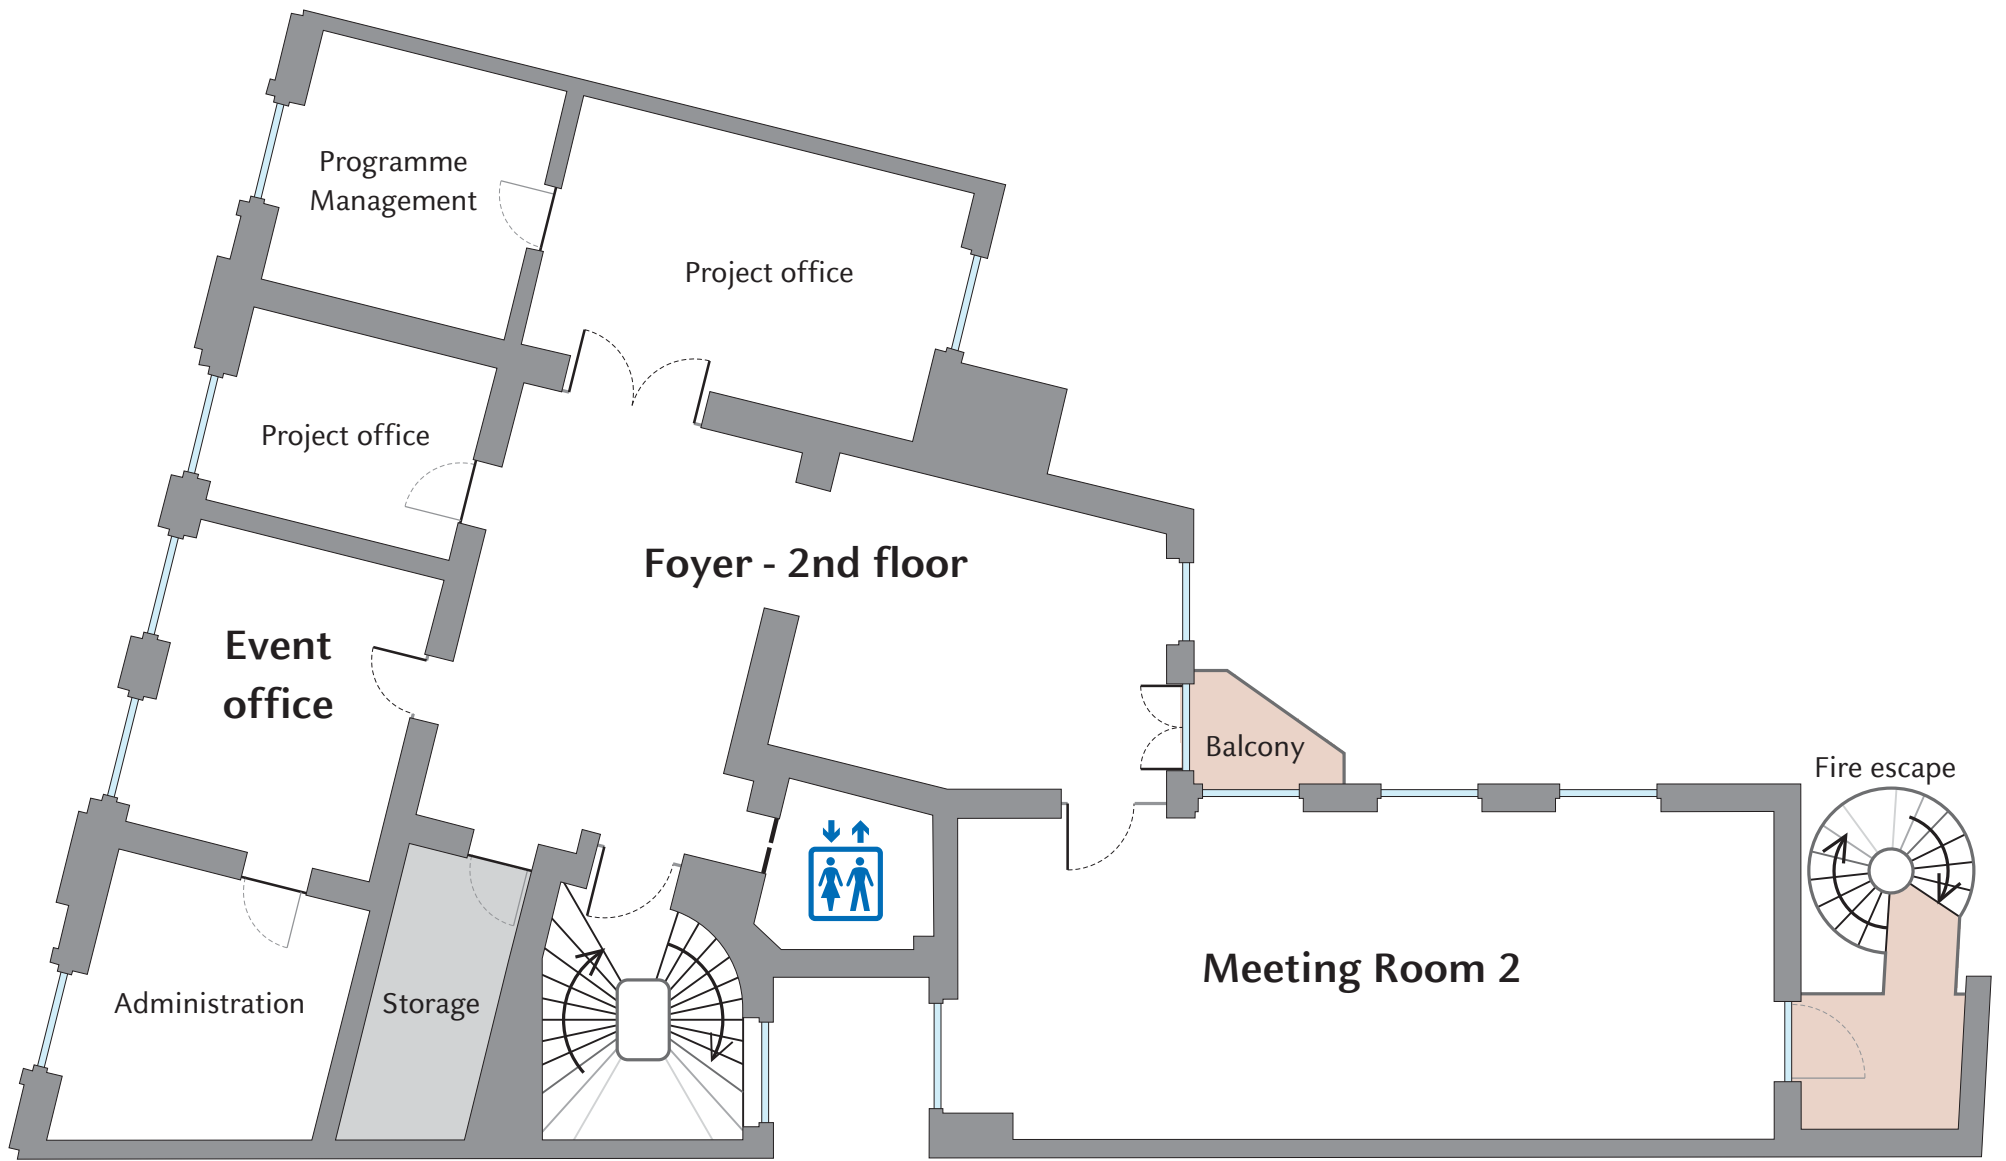 Programme
Management
Project office
Project office
Foyer - 2nd floor
Event
office
Balcony
Fire escape
Meeting Room 2
Administration
Storage